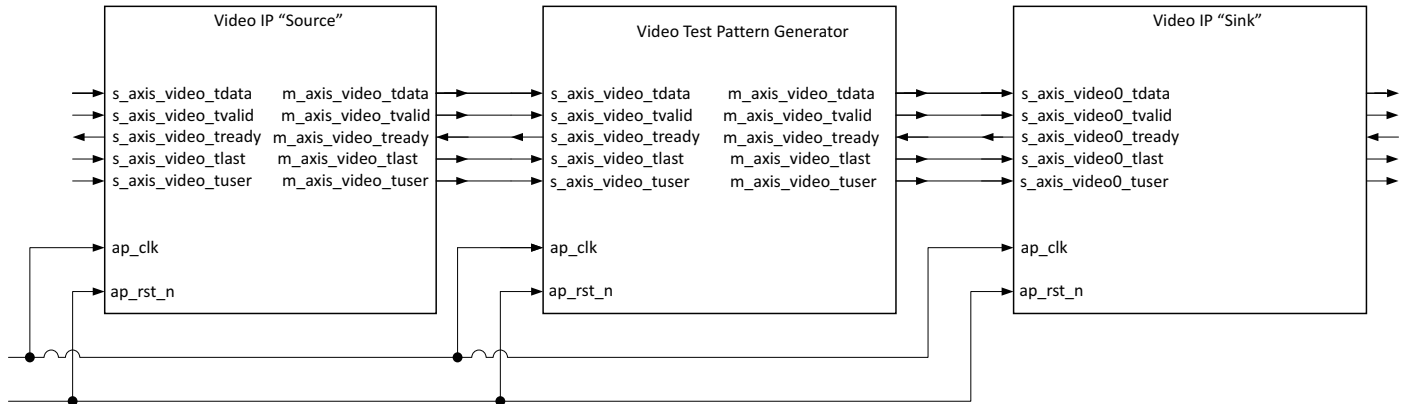 Video IP “Source”
s_axis_video_tdata m_axis_video_tdata
s_axis_video_tvalid m_axis_video_tvalid
s_axis_video_tready m_axis_video_tready
s_axis_video_tlast m_axis_video_tlast
s_axis_video_tuser m_axis_video_tuser
ap_clk
ap_rst_n
Video Test Pattern Generator
s_axis_video_tdata m_axis_video_tdata
s_axis_video_tvalid m_axis_video_tvalid
s_axis_video_tready m_axis_video_tready
s_axis_video_tlast m_axis_video_tlast
s_axis_video_tuser m_axis_video_tuser
ap_clk
ap_rst_n
Video IP “Sink”
s_axis_video0_tdata
s_axis_video0_tvalid
s_axis_video0_tready
s_axis_video0_tlast
s_axis_video0_tuser
ap_clk
ap_rst_n